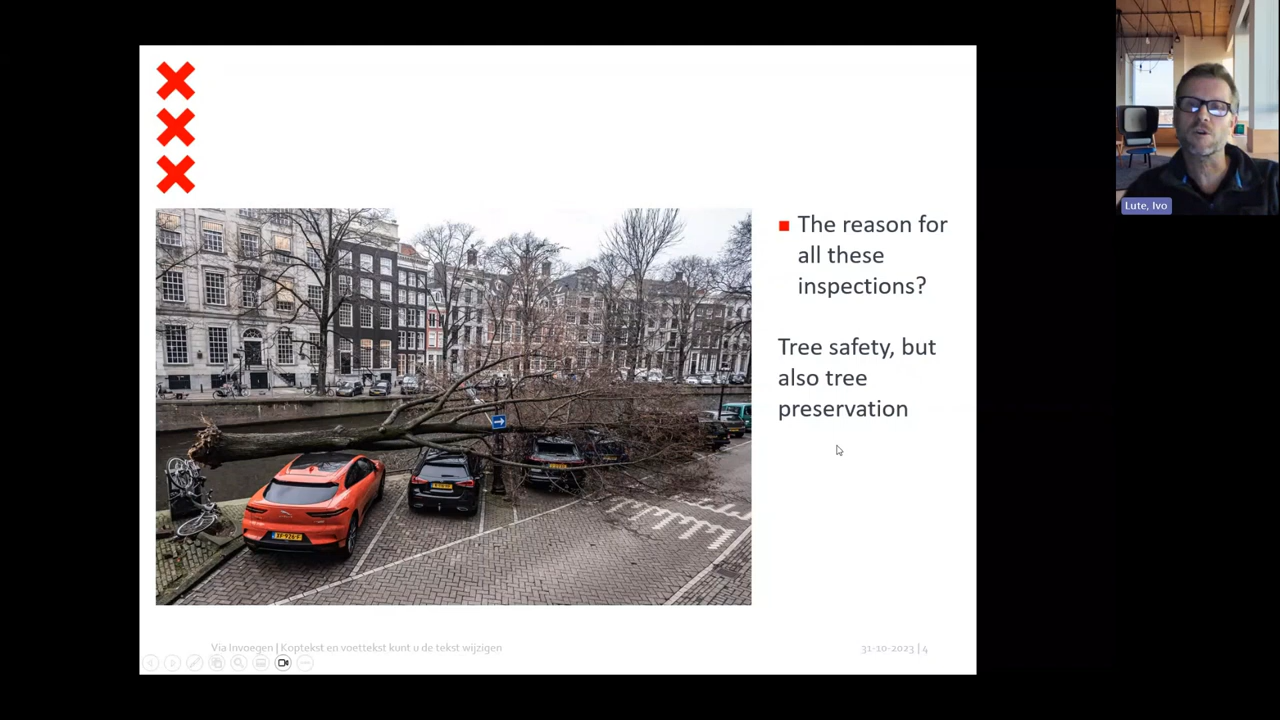 The reason for
all these
inspections?
Tree safety, but
also tree
preservation
Via Invoegen | Koptekst en voettekst kunt u de tekst wijzigen
31-10-2023 | 4
Lute, Ivo